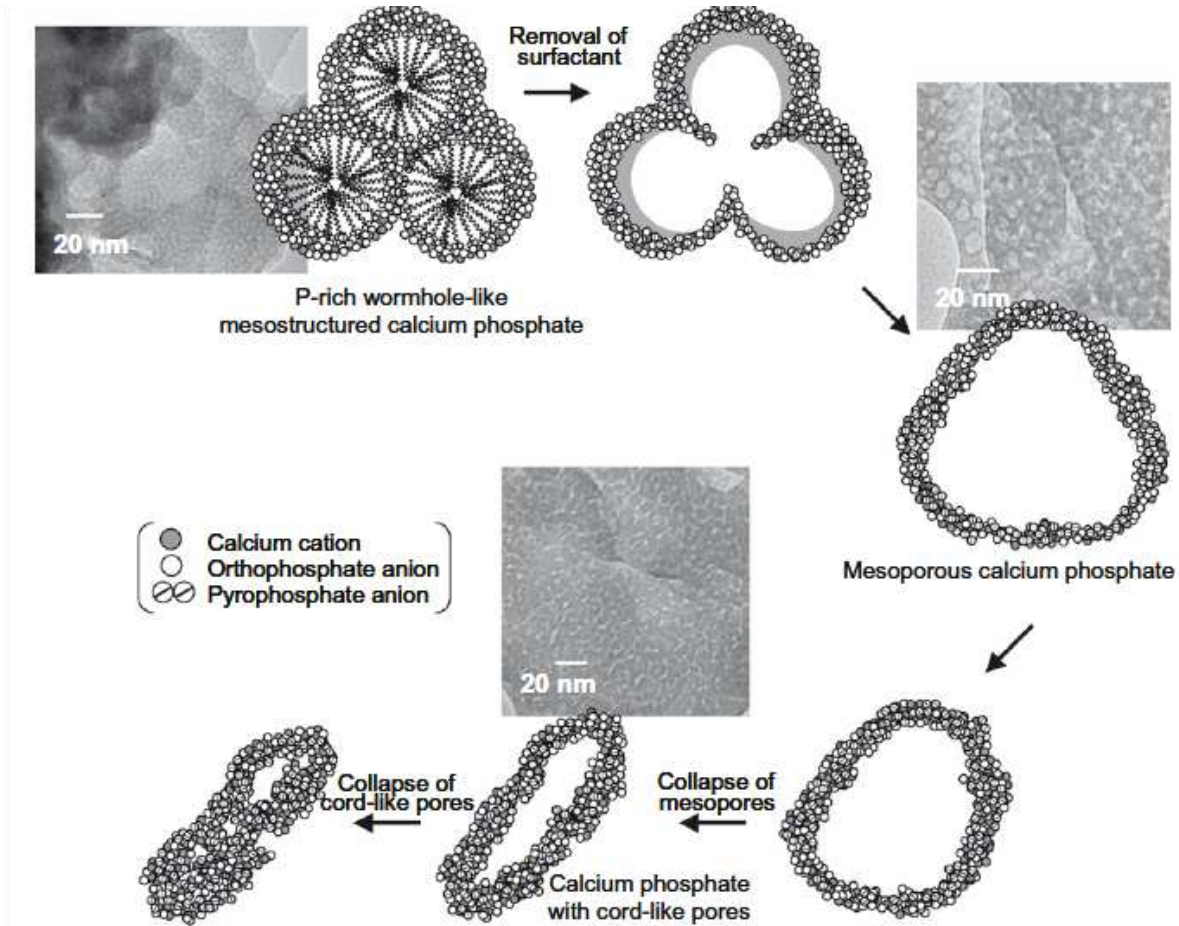 Removal of
surfactant
20 nm
P-rich wormhole-like
mesostructured calcium phosphate
20 nm
Mesoporous calcium phosphate
Calcium cation
Orthophosphate anion
Pyrophosphate anion
20 nm
Collapse of
cord-like pores
Collapse of
mesopores
Calcium phosphate
with cord-like pores